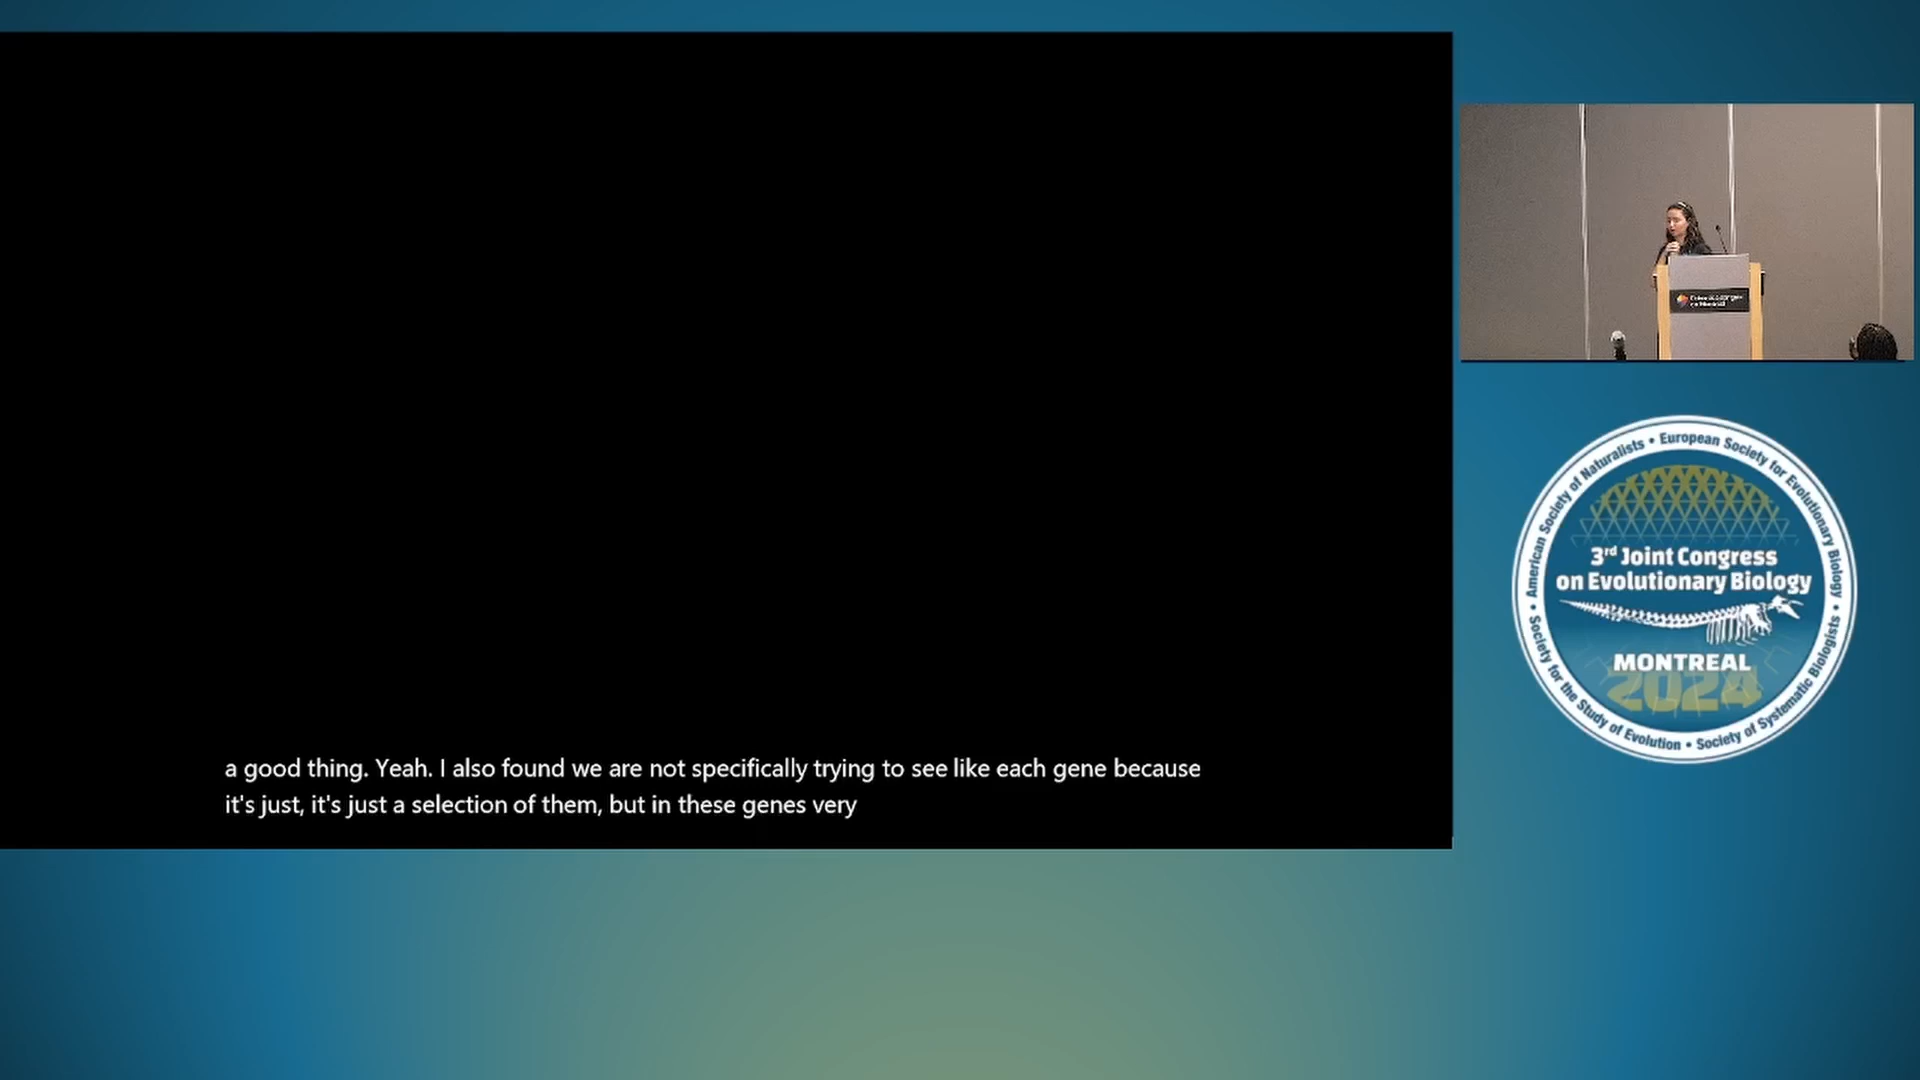 a good thing. Yeah. I also found we are not specifically trying to see like each gene because
it's just, it's just a selection of them, but in these genes very
American Society of Naturalists • European Society for Evolutionary Biology •
Society for the Study of Evolution • Society of Systematic Biologists •
3rd Joint Congress
on Evolutionary Biology
MONTREAL
2024